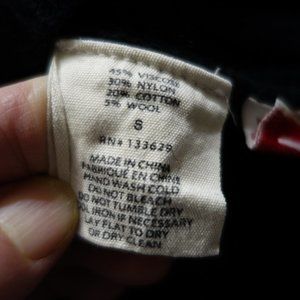 45% VISCOSE
30% NYLON
20% COTTON
5% WOOL
S
RN# 133629
MADE IN CHINA
FABRIQUE EN CHINE
HAND WASH COLD
DO NOT BLEACH
DO NOT TUMBLE DRY
IRON IF NECESSARY
LAY FLAT TO DRY
OR DRY CLEAN